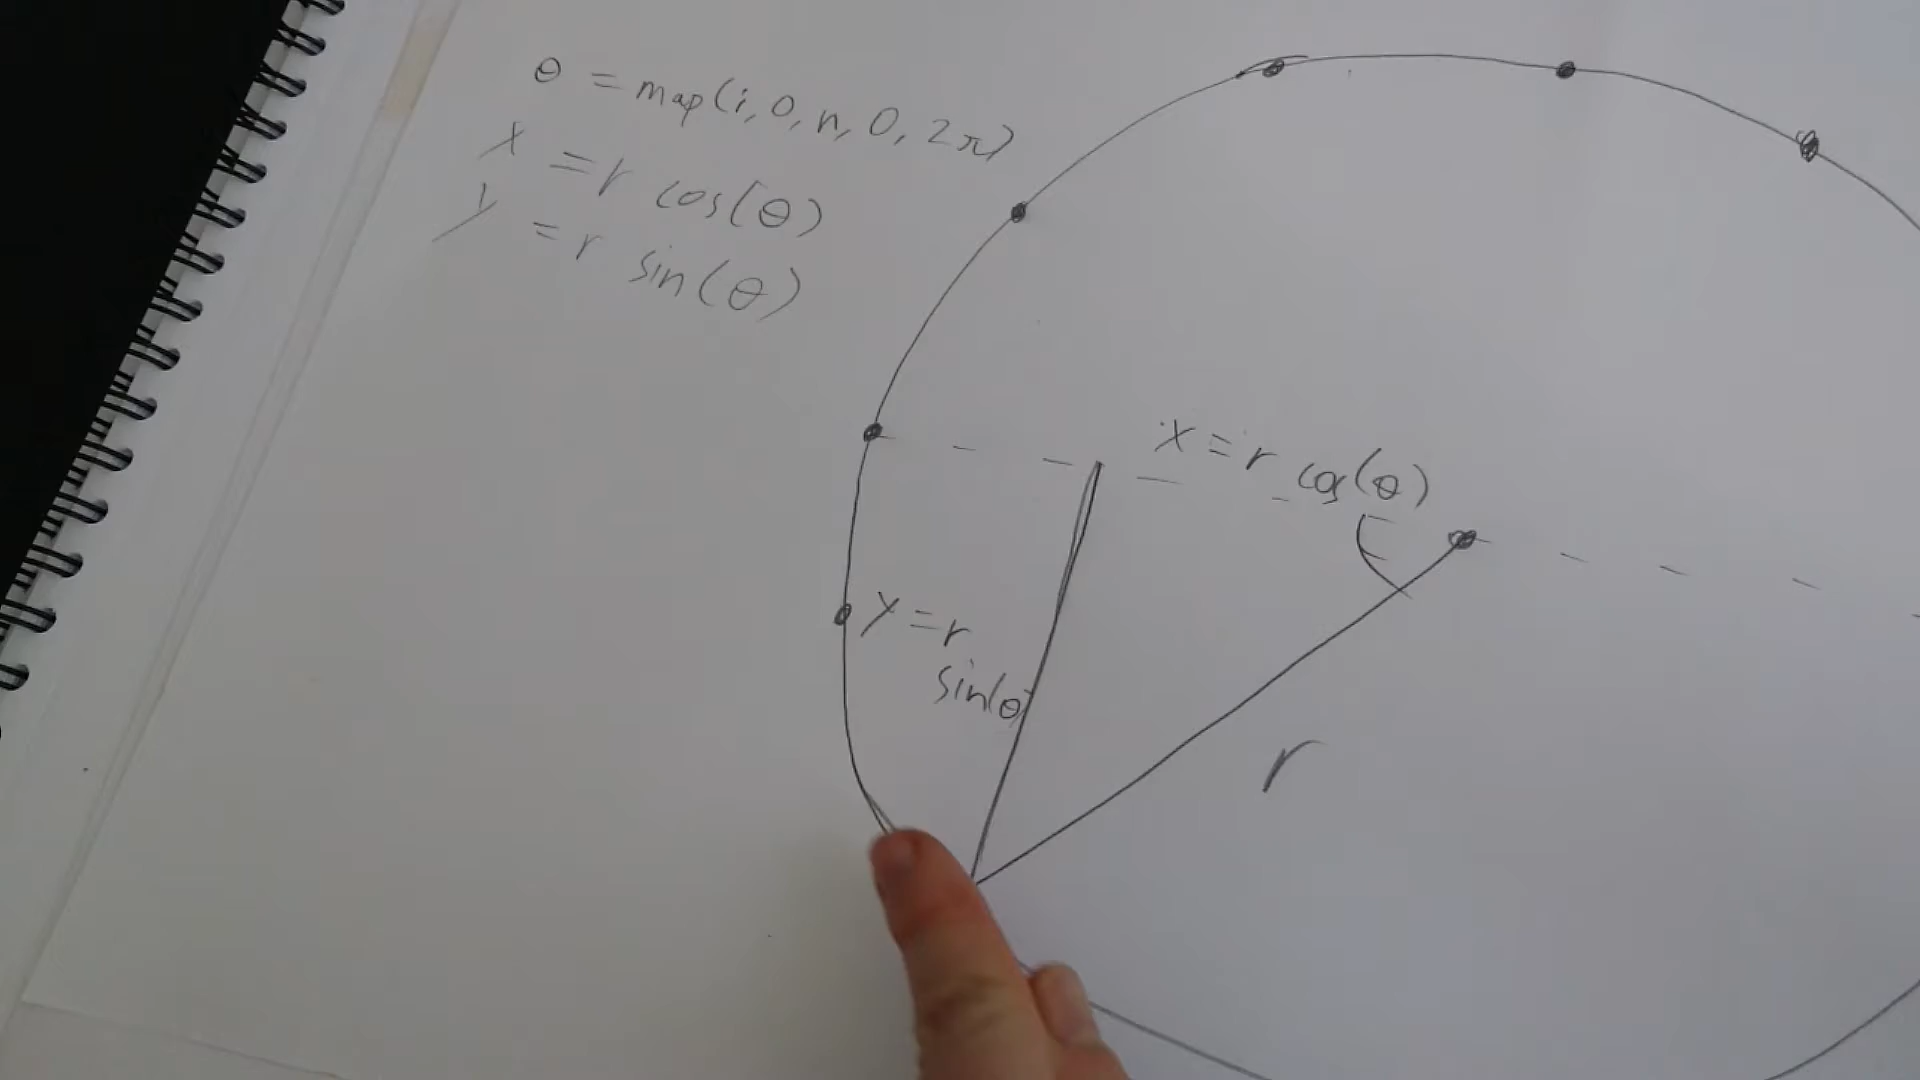 θ = map(i, 0, n, 0, 2π)
x = r cos(θ)
y = r sin(θ)
x = r cos(θ)
y = r
sin(θ)
r